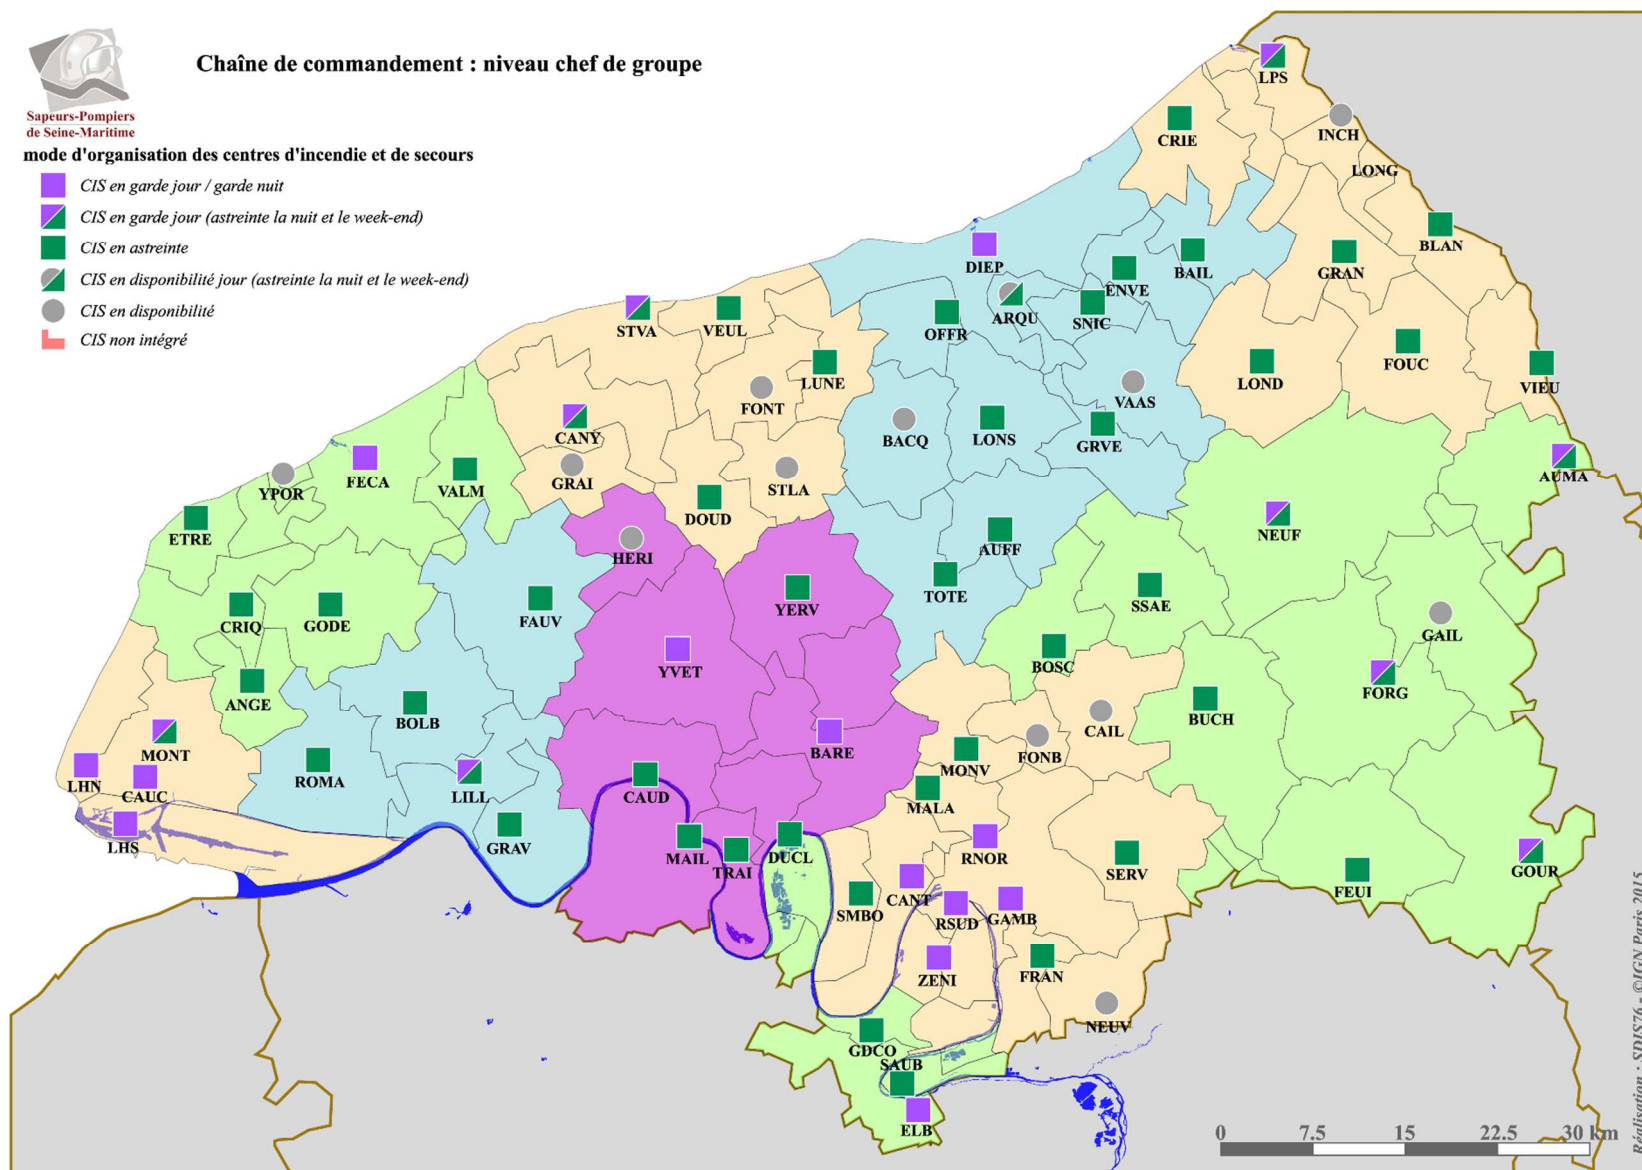 Chaîne de commandement : niveau chef de groupe
Sapeurs-Pompiers
de Seine-Maritime
mode d'organisation des centres d'incendie et de secours
CIS en garde jour / garde nuit
CIS en garde jour (astreinte la nuit et le week-end)
CIS en astreinte
CIS en disponibilité jour (astreinte la nuit et le week-end)
CIS en disponibilité
CIS non intégré
LPS
CRIE
INCH
LONG
BLAN
DIEP
ENVE
BAIL
GRAN
ARQU
SNIC
STVA
VEUL
OFFR
LUNE
FOUC
LOND
VIEU
FONT
VAAS
CANY
BACQ
LONS
GRVE
AUMA
YPOR
FECA
VALM
GRAI
STLA
DOUD
ETRE
NEUF
HERI
AUFF
TOTE
YERV
SSAE
CRIQ
GODE
FAUV
GAIL
YVET
BOSC
FORG
ANGE
BOLB
BUCH
CAIL
MONT
BARE
FONB
MONV
LHN
CAUC
ROMA
LILL
CAUD
MALA
LHS
GRAV
MAIL
TRAI
DUCL
RNOR
SERV
GOUR
FEUI
CANT
SMBO
RSUD
GAMB
ZENI
FRAN
NEUV
GDCO
SAUB
ELB
0 7.5 15 22.5 30 km
Réalisation : SDIS76 - ©IGN Paris 2015